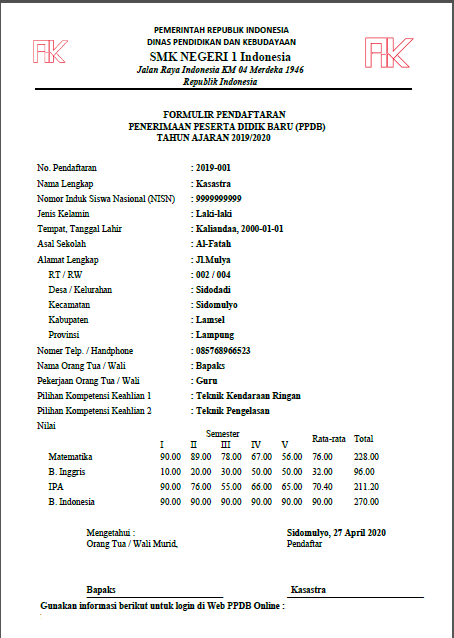 PEMERINTAH REPUBLIK INDONESIA
DINAS PENDIDIKAN DAN KEBUDAYAAN
SMK NEGERI 1 Indonesia
Jalan Raya Indonesia KM 04 Merdeka 1946
Republik Indonesia
FORMULIR PENDAFTARAN
PENERIMAAN PESERTA DIDIK BARU (PPDB)
TAHUN AJARAN 2019/2020
No. Pendaftaran : 2019-001
Nama Lengkap : Kasastra
Nomor Induk Siswa Nasional (NISN) : 9999999999
Jenis Kelamin : Laki-laki
Tempat, Tanggal Lahir : Kaliandaa, 2000-01-01
Asal Sekolah : Al-Fatah
Alamat Lengkap : Jl.Mulya
RT / RW : 002 / 004
Desa / Kelurahan : Sidodadi
Kecamatan : Sidomulyo
Kabupaten : Lamsel
Provinsi : Lampung
Nomer Telp. / Handphone : 085768966523
Nama Orang Tua / Wali : Bapaks
Pekerjaan Orang Tua / Wali : Guru
Pilihan Kompetensi Keahlian 1 : Teknik Kendaraan Ringan
Pilihan Kompetensi Keahlian 2 : Teknik Pengelasan
Nilai
Semester Rata-rata Total
I II III IV V
Matematika 90.00 89.00 78.00 67.00 56.00 76.00 228.00
B. Inggris 10.00 20.00 30.00 50.00 50.00 32.00 96.00
IPA 90.00 76.00 55.00 66.00 65.00 70.40 211.20
B. Indonesia 90.00 90.00 90.00 90.00 90.00 90.00 270.00
Mengetahui : Sidomulyo, 27 April 2020
Orang Tua / Wali Murid, Pendaftar
Bapaks Kasastra
Gunakan informasi berikut untuk login di Web PPDB Online :